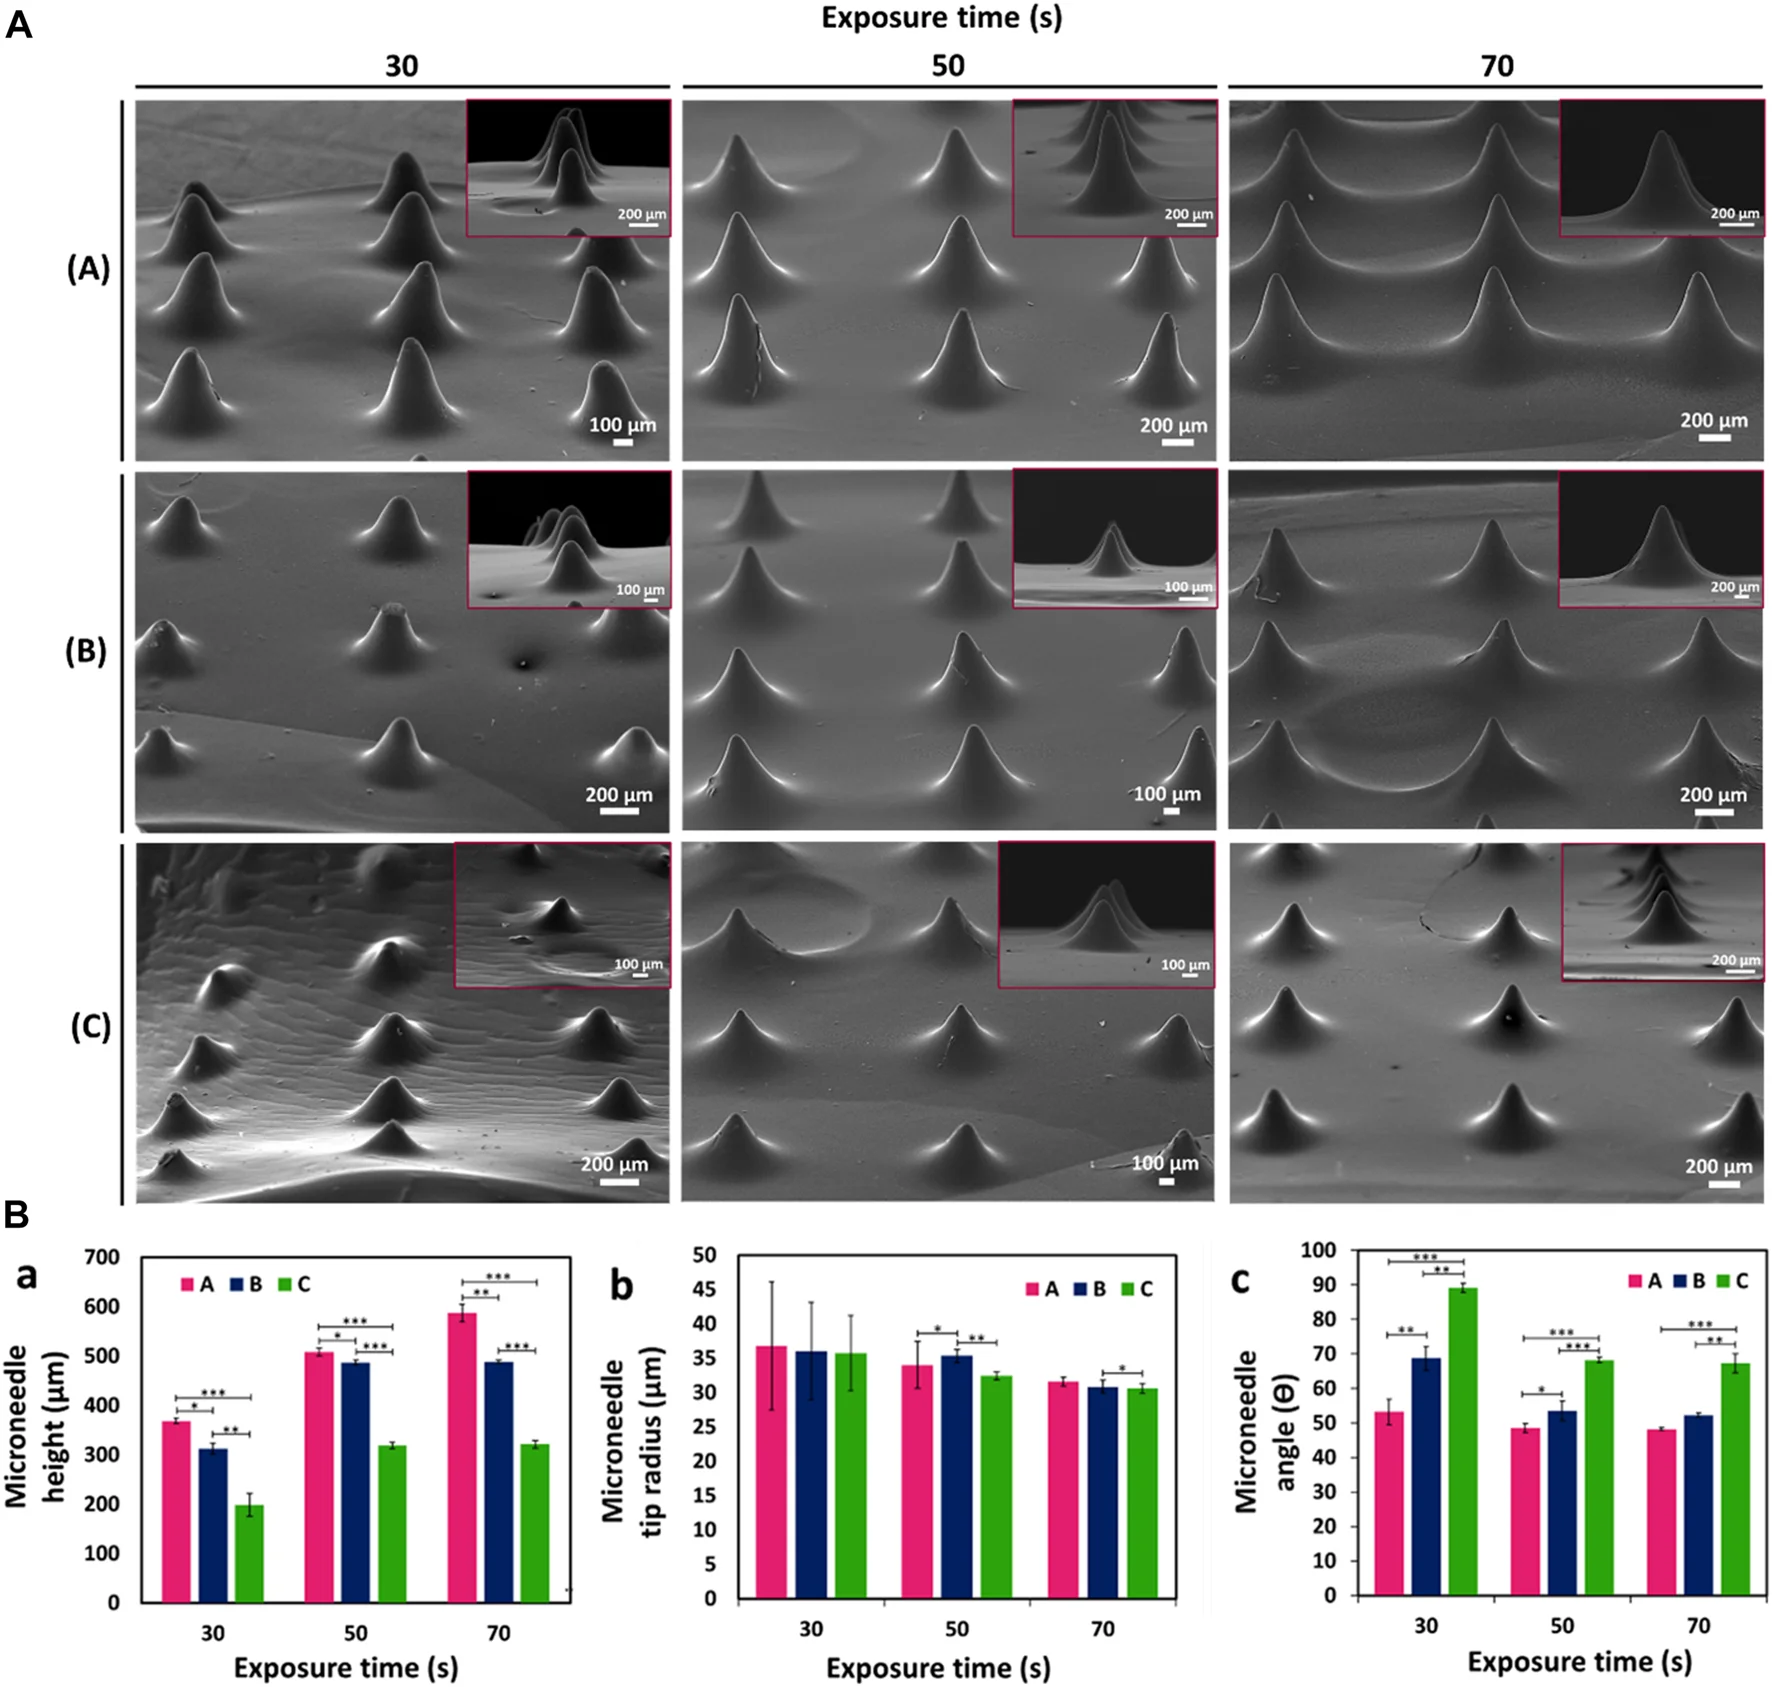 A
Exposure time (s)
30 50 70
(A)
200 µm 200 µm 200 µm
100 µm 200 µm 200 µm
(B)
100 µm 100 µm 200 µm
200 µm 100 µm 200 µm
(C)
100 µm 100 µm 200 µm
200 µm 100 µm 200 µm
B
a
Microneedle
height (µm)
700
600
500
400
300
200
100
0
A B C
*** * **
*** * ***
*** ** ***
30 50 70
Exposure time (s)
b
Microneedle
tip radius (µm)
50
45
40
35
30
25
20
15
10
5
0
A B C
* **
*
30 50 70
Exposure time (s)
c
Microneedle
angle (Θ)
100
90
80
70
60
50
40
30
20
10
0
A B C
*** ** **
*** *** *
*** **
30 50 70
Exposure time (s)